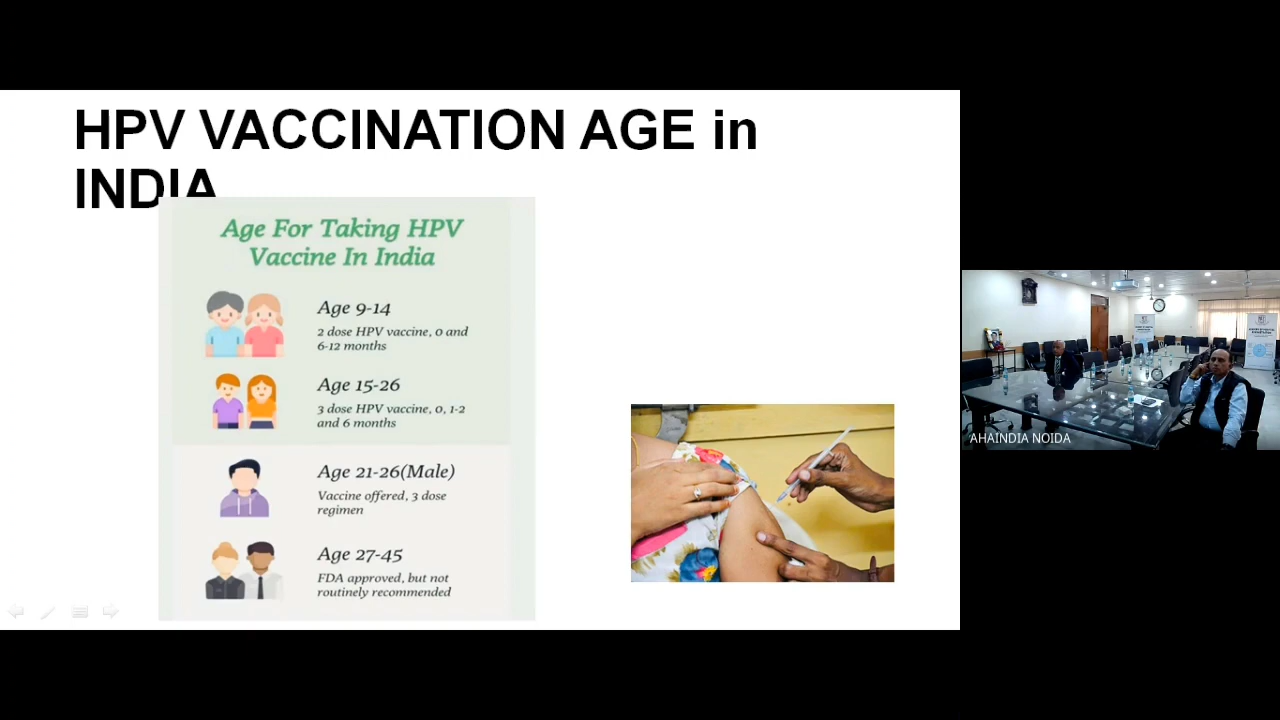 HPV VACCINATION AGE in
INDIA
Age For Taking HPV
Vaccine In India
Age 9-14
2 dose HPV vaccine, 0 and
6-12 months
Age 15-26
3 dose HPV vaccine, 0, 1-2
and 6 months
Age 21-26(Male)
Vaccine offered, 3 dose
regimen
Age 27-45
FDA approved, but not
routinely recommended
AHAINDIA NOIDA